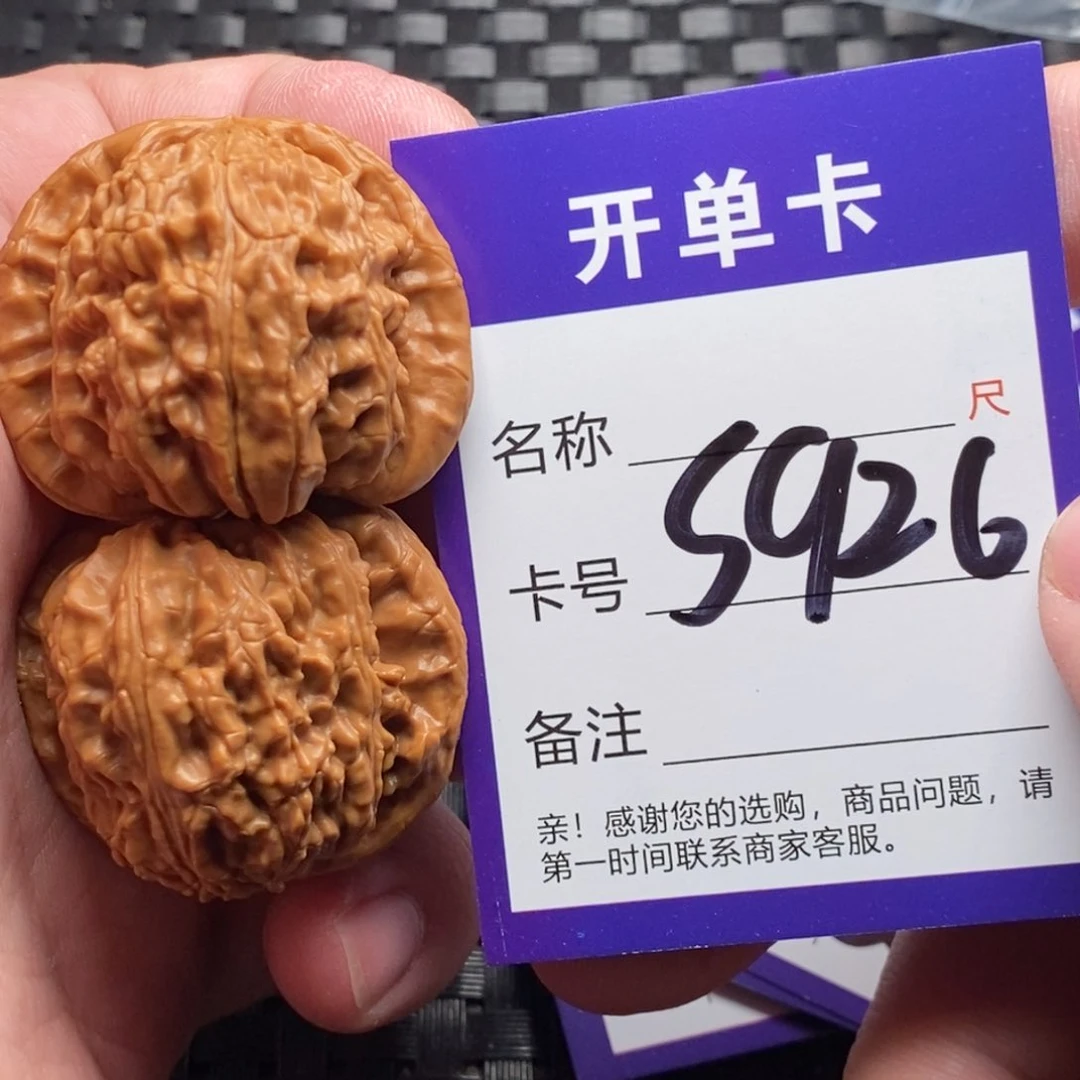 开单卡
名称 尺
卡号 5926
备注
亲！感谢您的选购，商品问题，请
第一时间联系商家客服。